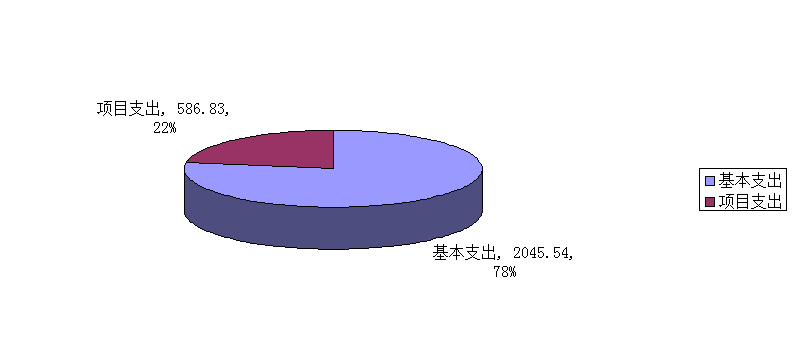 项目支出, 586.83,
22%
基本支出
项目支出
基本支出, 2045.54,
78%